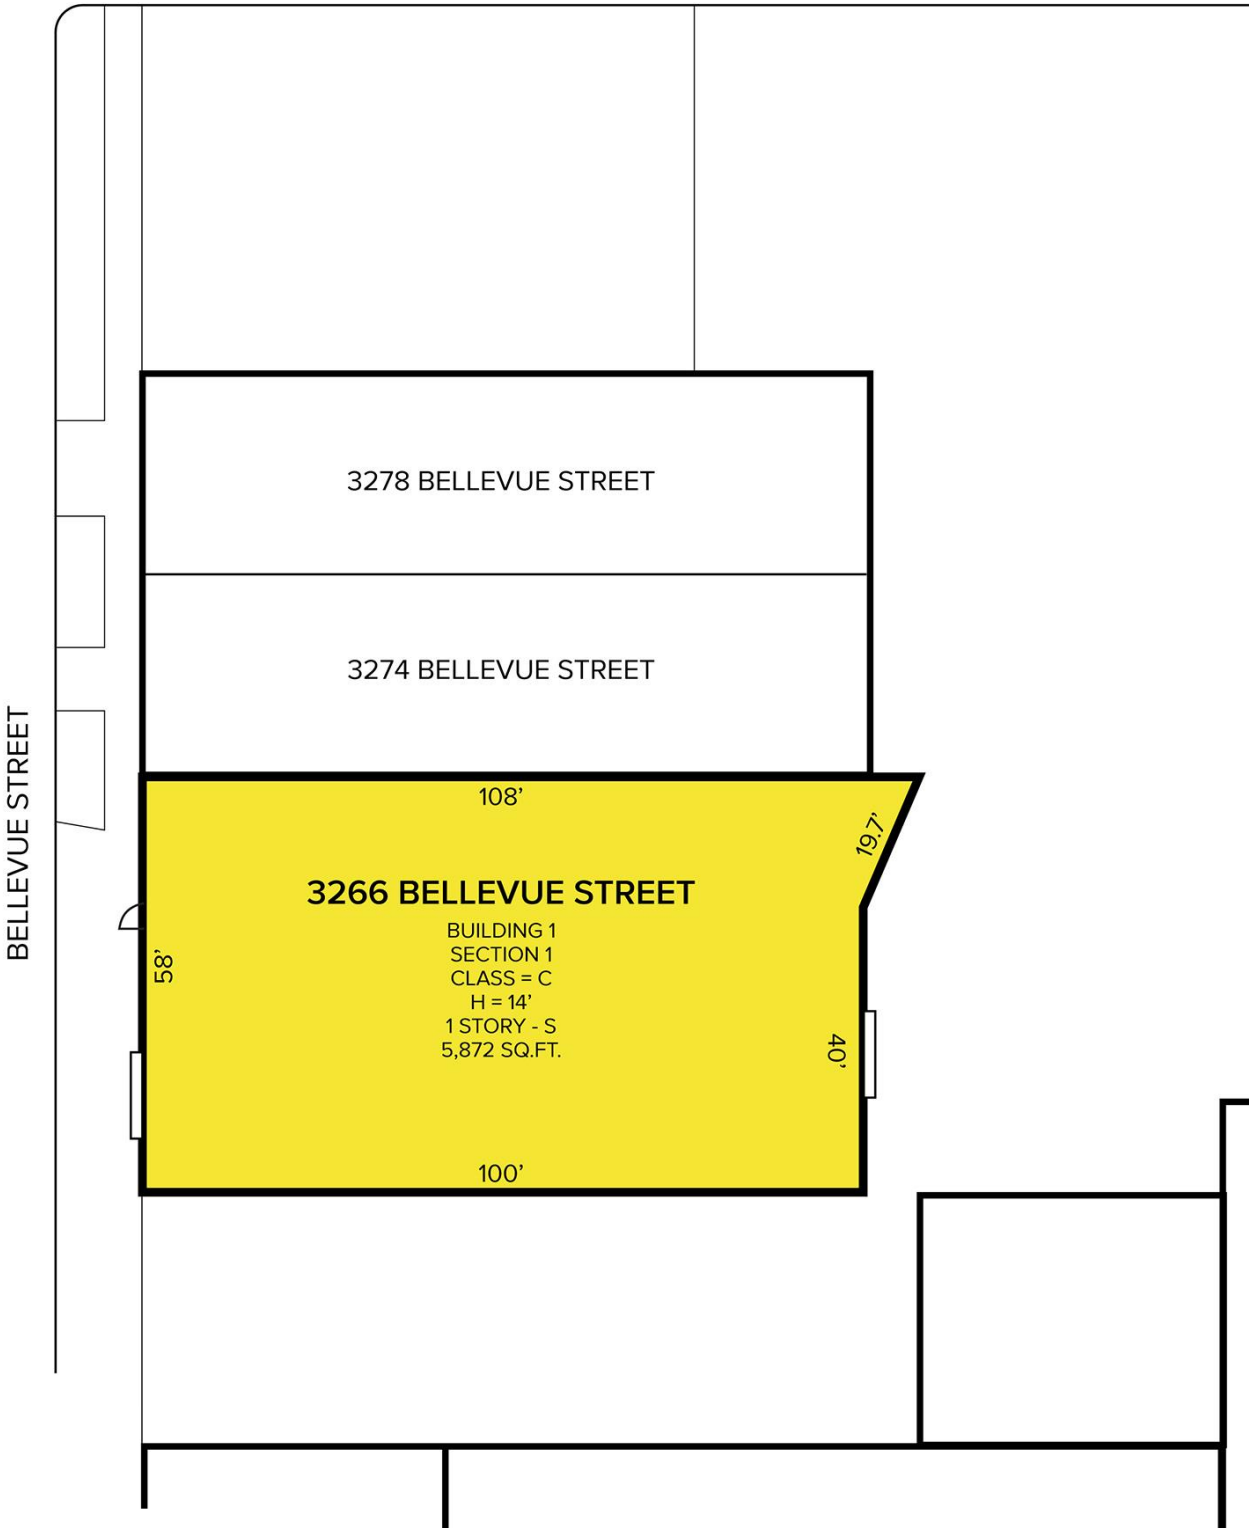 3278 BELLEVUE STREET
3274 BELLEVUE STREET
BELLEVUE STREET
108’
19.7’
3266 BELLEVUE STREET
BUILDING 1
SECTION 1
CLASS = C
H = 14’
1 STORY - S
5,872 SQ.FT.
58’
40’
100’